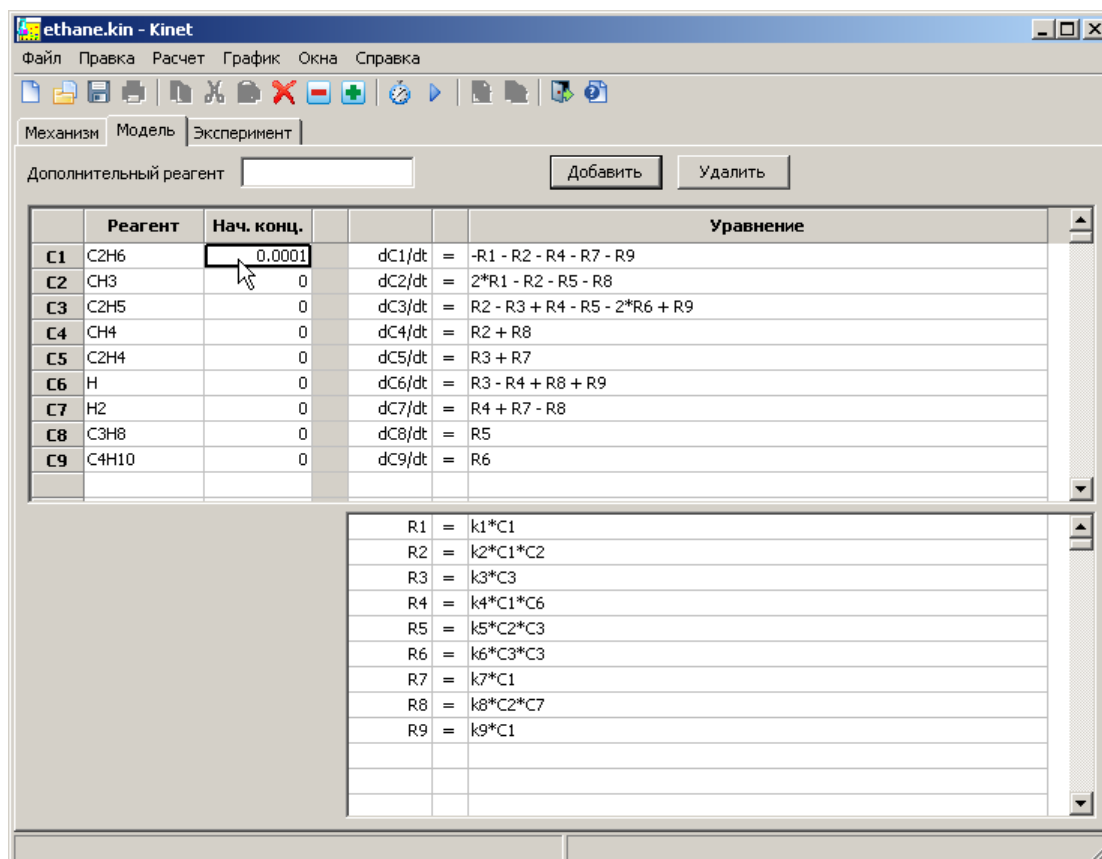 ethane.kin - Kinet
Файл Правка Расчет График Окна Справка
Механизм Модель Эксперимент
Дополнительный реагент Добавить Удалить
Реагент Нач. конц. Уравнение
C1 C2H6 0.0001 dC1/dt = -R1 - R2 - R4 - R7 - R9
C2 CH3 0 dC2/dt = 2*R1 - R2 - R5 - R8
C3 C2H5 0 dC3/dt = R2 - R3 + R4 - R5 - 2*R6 + R9
C4 CH4 0 dC4/dt = R2 + R8
C5 C2H4 0 dC5/dt = R3 + R7
C6 H 0 dC6/dt = R3 - R4 + R8 + R9
C7 H2 0 dC7/dt = R4 + R7 - R8
C8 C3H8 0 dC8/dt = R5
C9 C4H10 0 dC9/dt = R6
R1 = k1*C1
R2 = k2*C1*C2
R3 = k3*C3
R4 = k4*C1*C6
R5 = k5*C2*C3
R6 = k6*C3*C3
R7 = k7*C1
R8 = k8*C2*C7
R9 = k9*C1